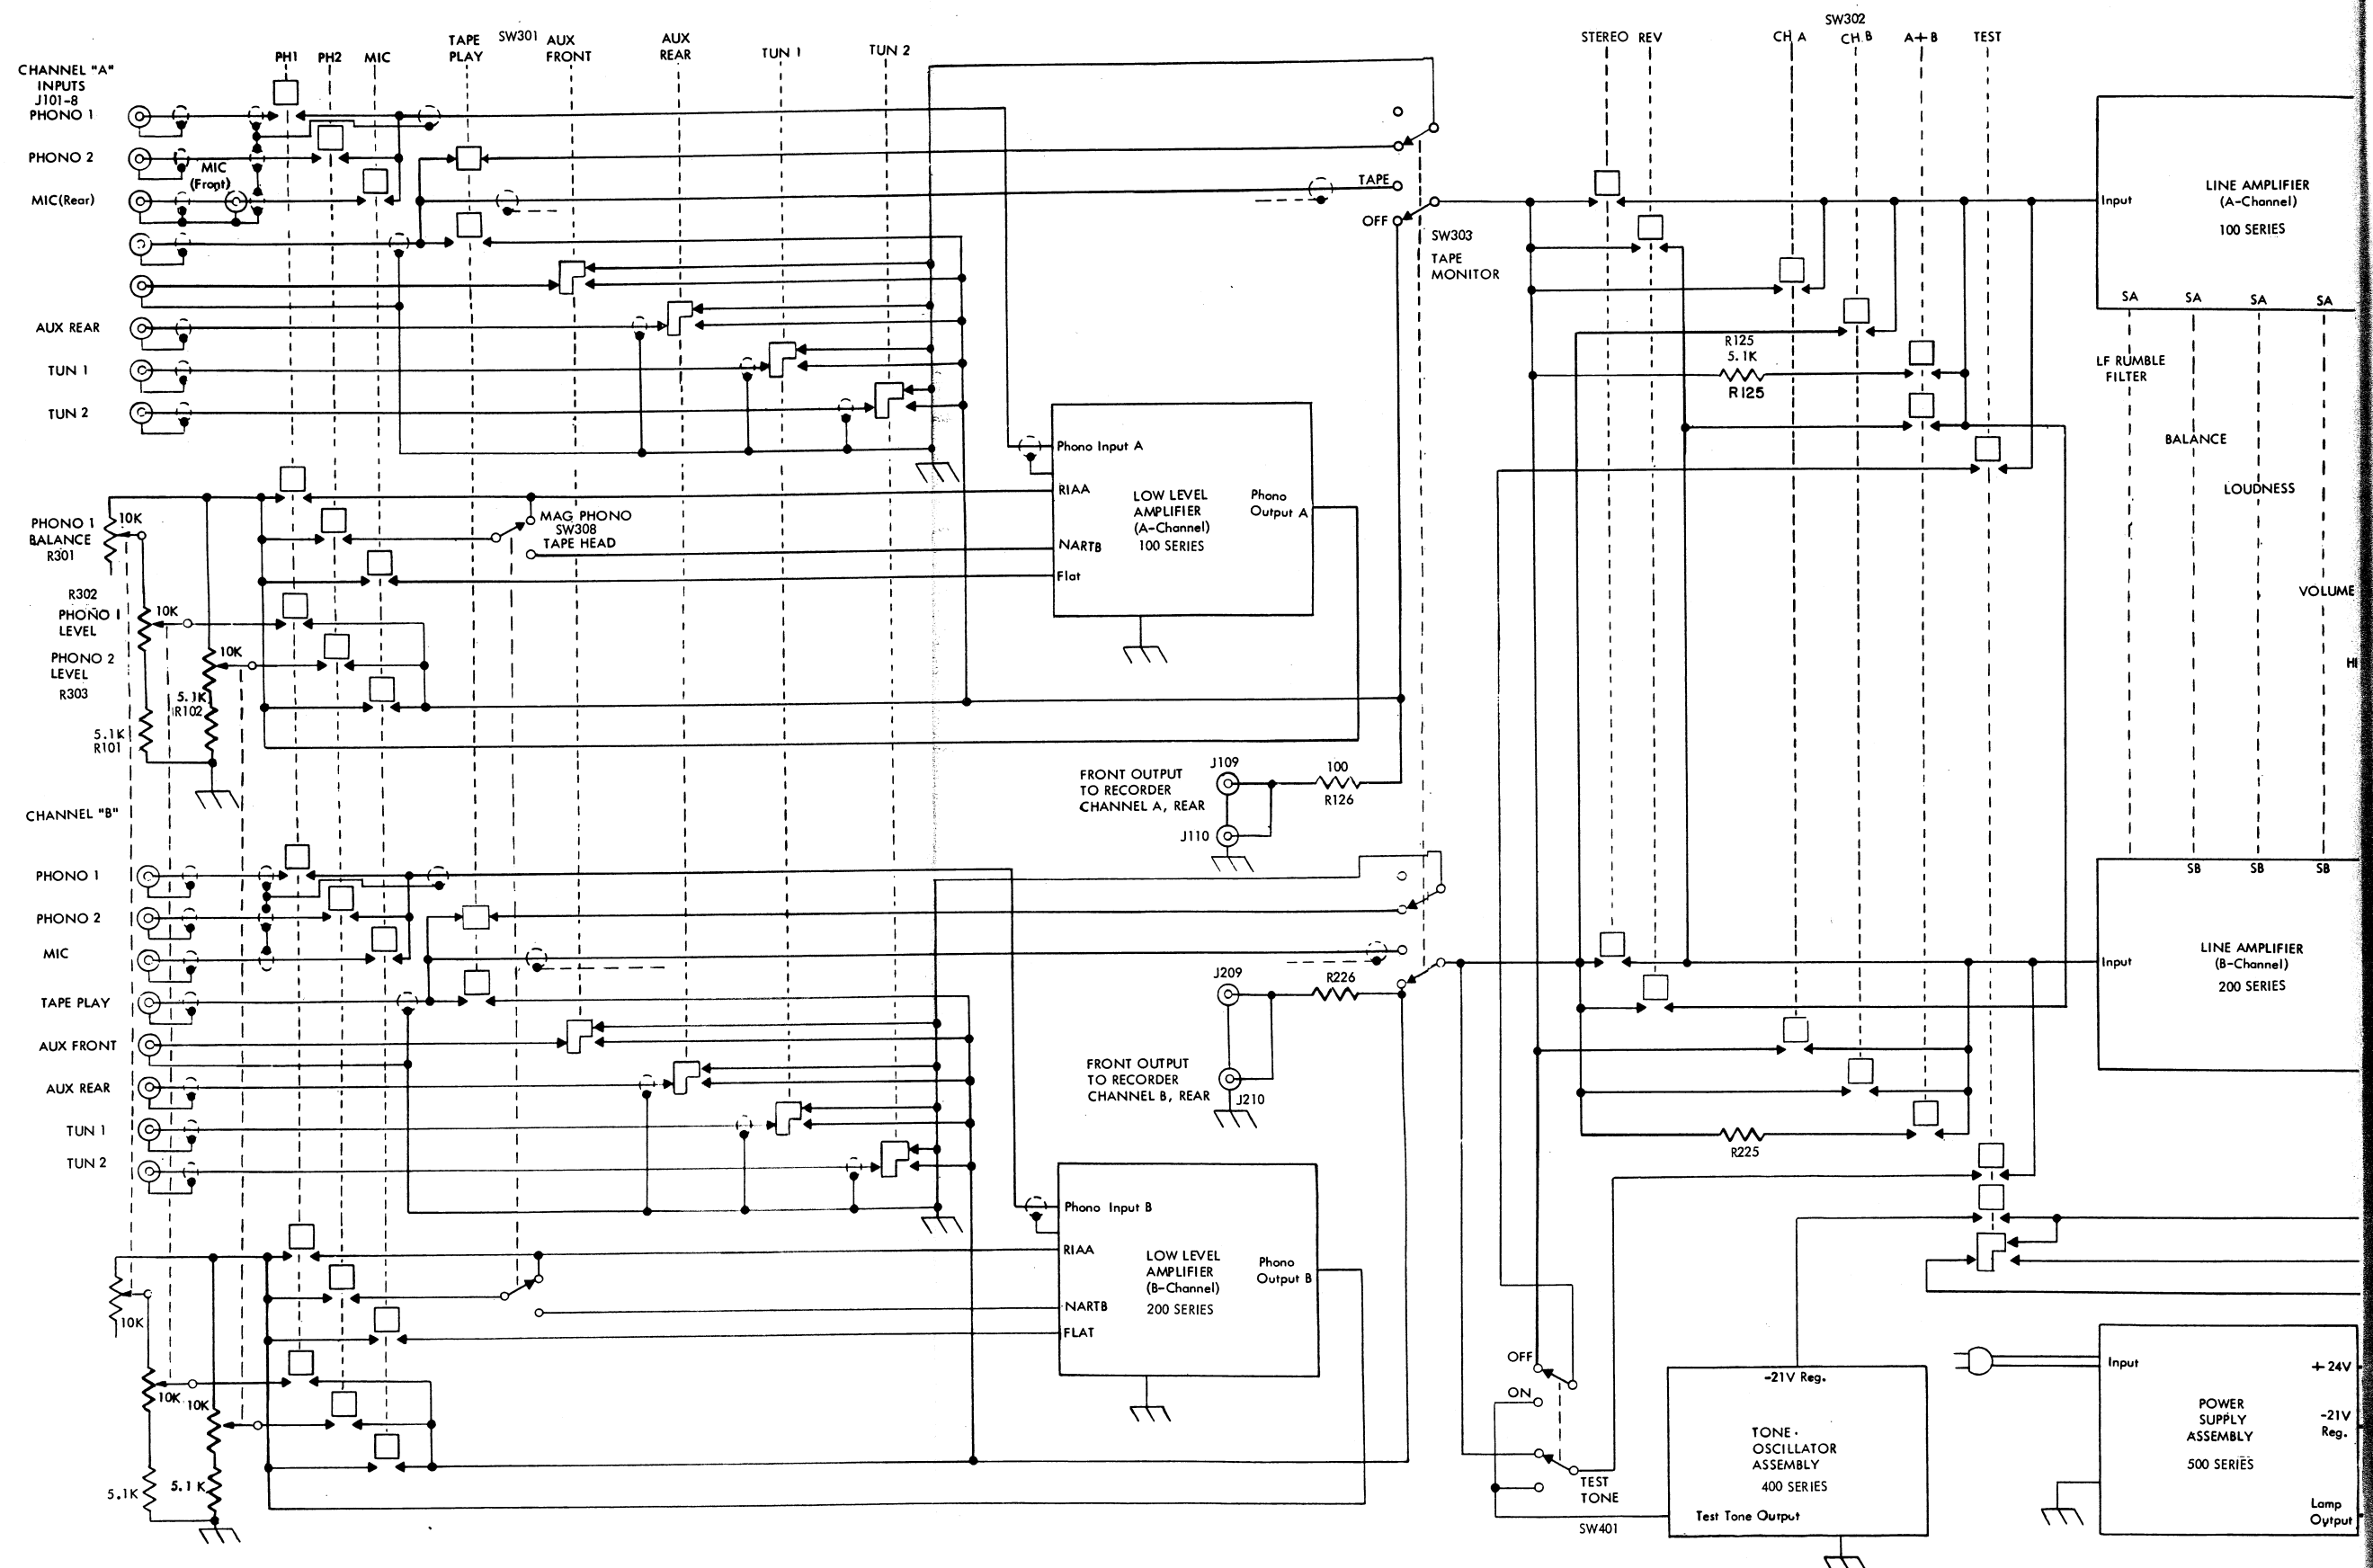 CHANNEL "A"
INPUTS
J101-8
PHONO 1
PHONO 2
MIC
(Front)
MIC(Rear)
AUX REAR
TUN 1
TUN 2
PH1
PH2
MIC
TAPE
PLAY
SW301
AUX
FRONT
AUX
REAR
TUN 1
TUN 2
TAPE
OFF
SW303
TAPE
MONITOR
STEREO
REV
CH A
SW302
CH B
A+B
TEST
Input
LINE AMPLIFIER
(A-Channel)
100 SERIES
SA
SA
SA
SA
R125
5.1K
R125
LF RUMBLE
FILTER
BALANCE
LOUDNESS
VOLUME
HI
Phono Input A
RIAA
NARTB
Flat
LOW LEVEL
AMPLIFIER
(A-Channel)
100 SERIES
Phono
Output A
PHONO 1
BALANCE
R301
10K
MAG PHONO
SW308
TAPE HEAD
R302
PHONO 1
LEVEL
10K
PHONO 2
LEVEL
R303
10K
5.1K
R102
5.1K
R101
FRONT OUTPUT
TO RECORDER
CHANNEL A, REAR
J109
J110
100
R126
CHANNEL "B"
PHONO 1
PHONO 2
MIC
TAPE PLAY
AUX FRONT
AUX REAR
TUN 1
TUN 2
J209
R226
FRONT OUTPUT
TO RECORDER
CHANNEL B, REAR
J210
SB
SB
SB
Input
LINE AMPLIFIER
(B-Channel)
200 SERIES
R225
Phono Input B
RIAA
NARTB
FLAT
LOW LEVEL
AMPLIFIER
(B-Channel)
200 SERIES
Phono
Output B
10K
10K
10K
5.1K
5.1K
OFF
ON
TEST
TONE
SW401
-21V Reg.
TONE
OSCILLATOR
ASSEMBLY
400 SERIES
Test Tone Output
Input
POWER
SUPPLY
ASSEMBLY
500 SERIES
+24V
-21V
Reg.
Lamp
Output